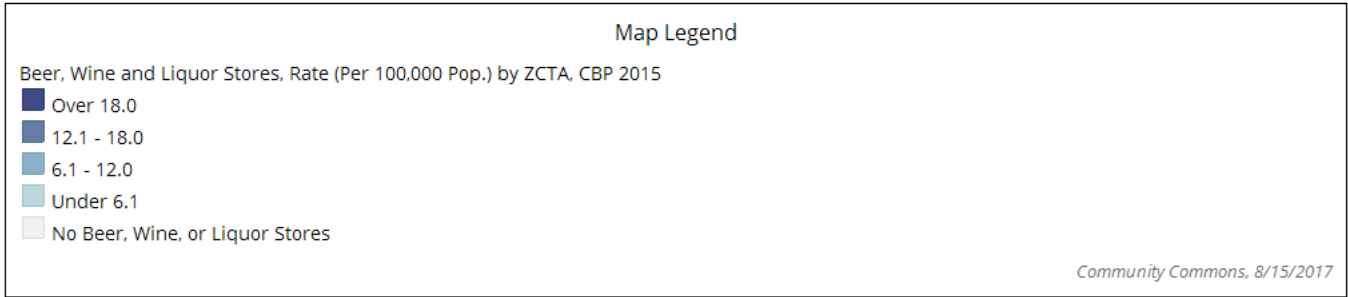 Map Legend
Beer, Wine and Liquor Stores, Rate (Per 100,000 Pop.) by ZCTA, CBP 2015
Over 18.0
12.1 - 18.0
6.1 - 12.0
Under 6.1
No Beer, Wine, or Liquor Stores
Community Commons, 8/15/2017